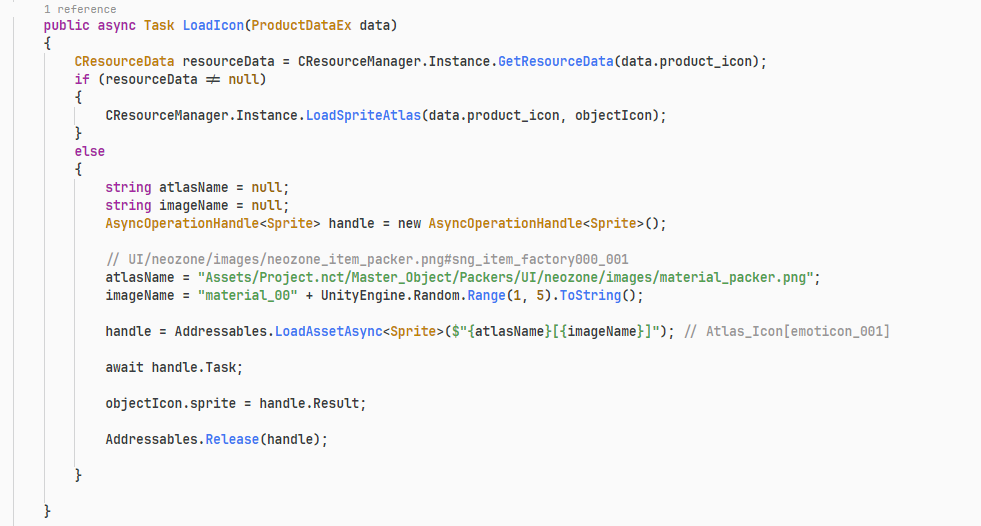 1 reference
public async Task LoadIcon(ProductDataEx data)
{
CResourceData resourceData = CResourceManager.Instance.GetResourceData(data.product_icon);
if (resourceData ≠ null)
{
CResourceManager.Instance.LoadSpriteAtlas(data.product_icon, objectIcon);
}
else
{
string atlasName = null;
string imageName = null;
AsyncOperationHandle<Sprite> handle = new AsyncOperationHandle<Sprite>();
// UI/neozone/images/neozone_item_packer.png#sng_item_factory000_001
atlasName = "Assets/Project.nct/Master_Object/Packers/UI/neozone/images/material_packer.png";
imageName = "material_00" + UnityEngine.Random.Range(1, 5).ToString();
handle = Addressables.LoadAssetAsync<Sprite>($"{atlasName}[{imageName}]"); // Atlas_Icon[emoticon_001]
await handle.Task;
objectIcon.sprite = handle.Result;
Addressables.Release(handle);
}
}